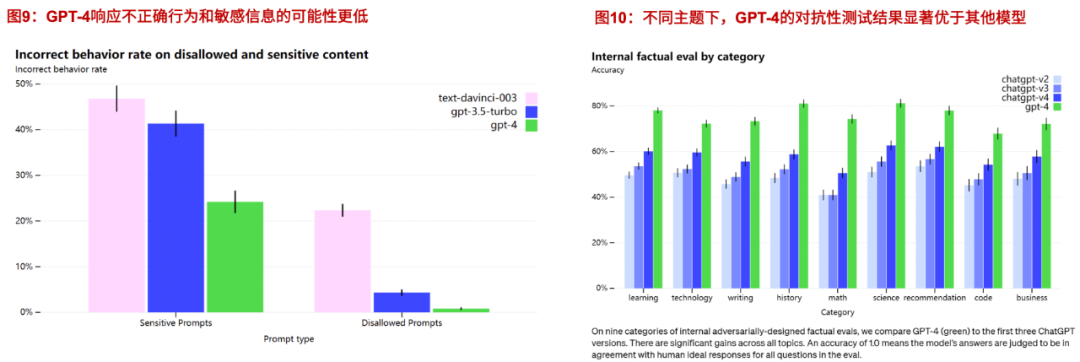 图9：GPT-4响应不正确行为和敏感信息的可能性更低
Incorrect behavior rate on disallowed and sensitive content
Incorrect behavior rate
50%
40%
30%
20%
10%
0%
text-davinci-003
gpt-3.5-turbo
gpt-4
Sensitive Prompts
Disallowed Prompts
Prompt type
图10：不同主题下，GPT-4的对抗性测试结果显著优于其他模型
Internal factual eval by category
Accuracy
80%
60%
40%
20%
0%
chatgpt-v2
chatgpt-v3
chatgpt-v4
gpt-4
learning
technology
writing
history
math
science
recommendation
code
business
Category
On nine categories of internal adversarially-designed factual evals, we compare GPT-4 (green) to the first three ChatGPT
versions. There are significant gains across all topics. An accuracy of 1.0 means the model's answers are judged to be in
agreement with human ideal responses for all questions in the eval.